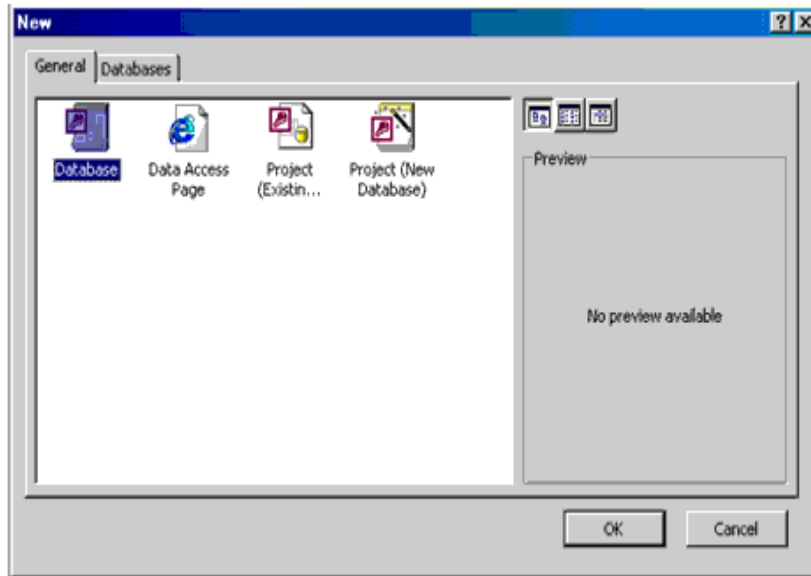 New
General Databases
Database
Data Access
Page
Project
(Existin...
Project (New
Database)
Preview
No preview available
OK Cancel